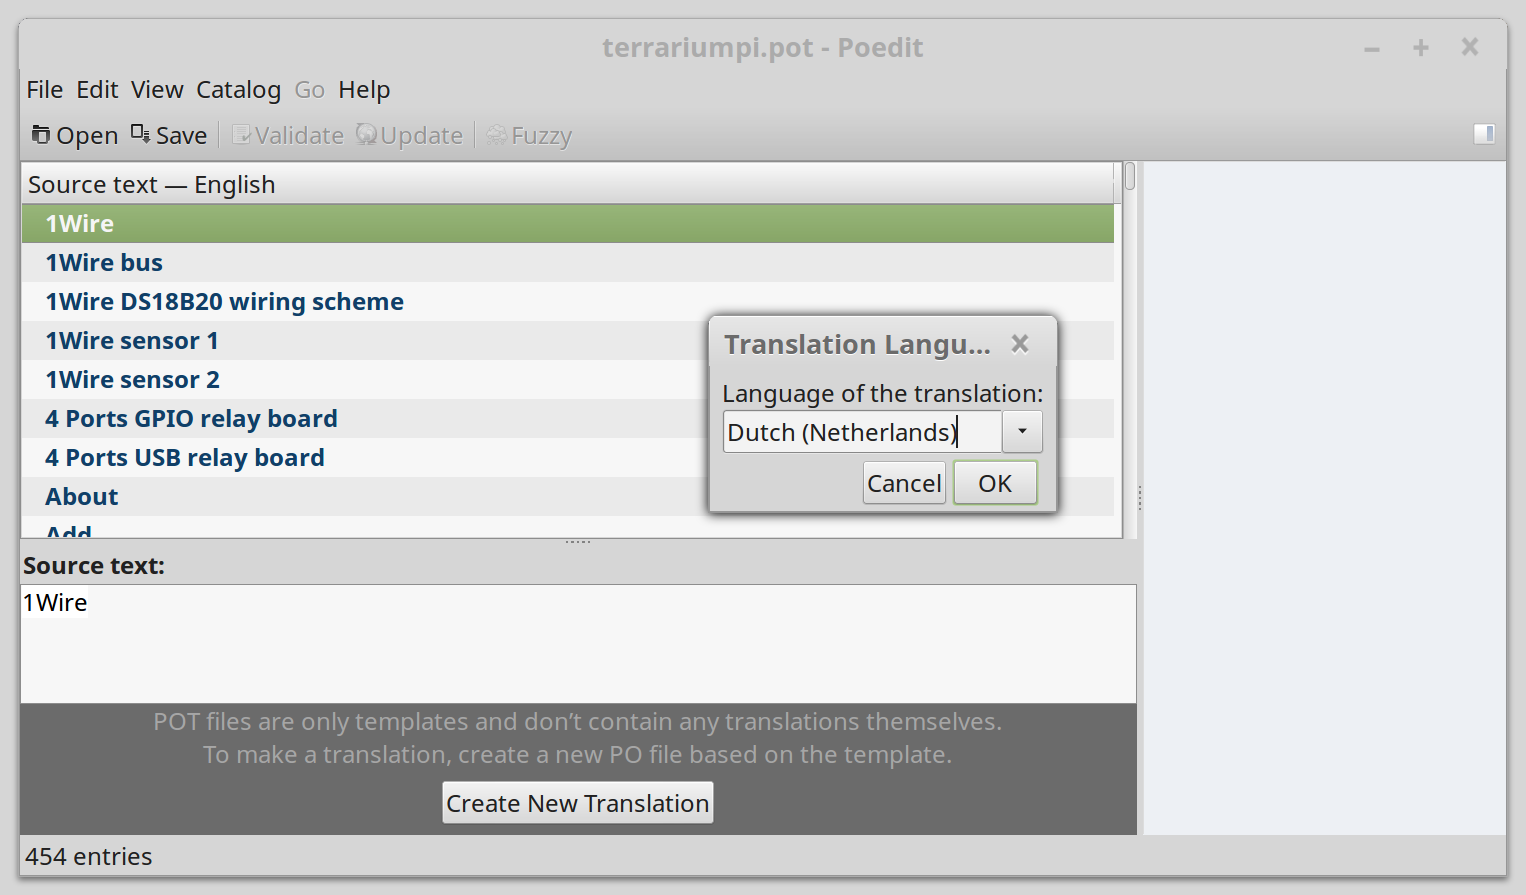 terrariumpi.pot - Poedit
File Edit View Catalog Go Help
Open Save Validate Update Fuzzy
Source text — English
1Wire
1Wire bus
1Wire DS18B20 wiring scheme
1Wire sensor 1
1Wire sensor 2
4 Ports GPIO relay board
4 Ports USB relay board
About
Add
Translation Langu...
Language of the translation:
Dutch (Netherlands)
Cancel OK
Source text:
1Wire
POT files are only templates and don’t contain any translations themselves.
To make a translation, create a new PO file based on the template.
Create New Translation
454 entries